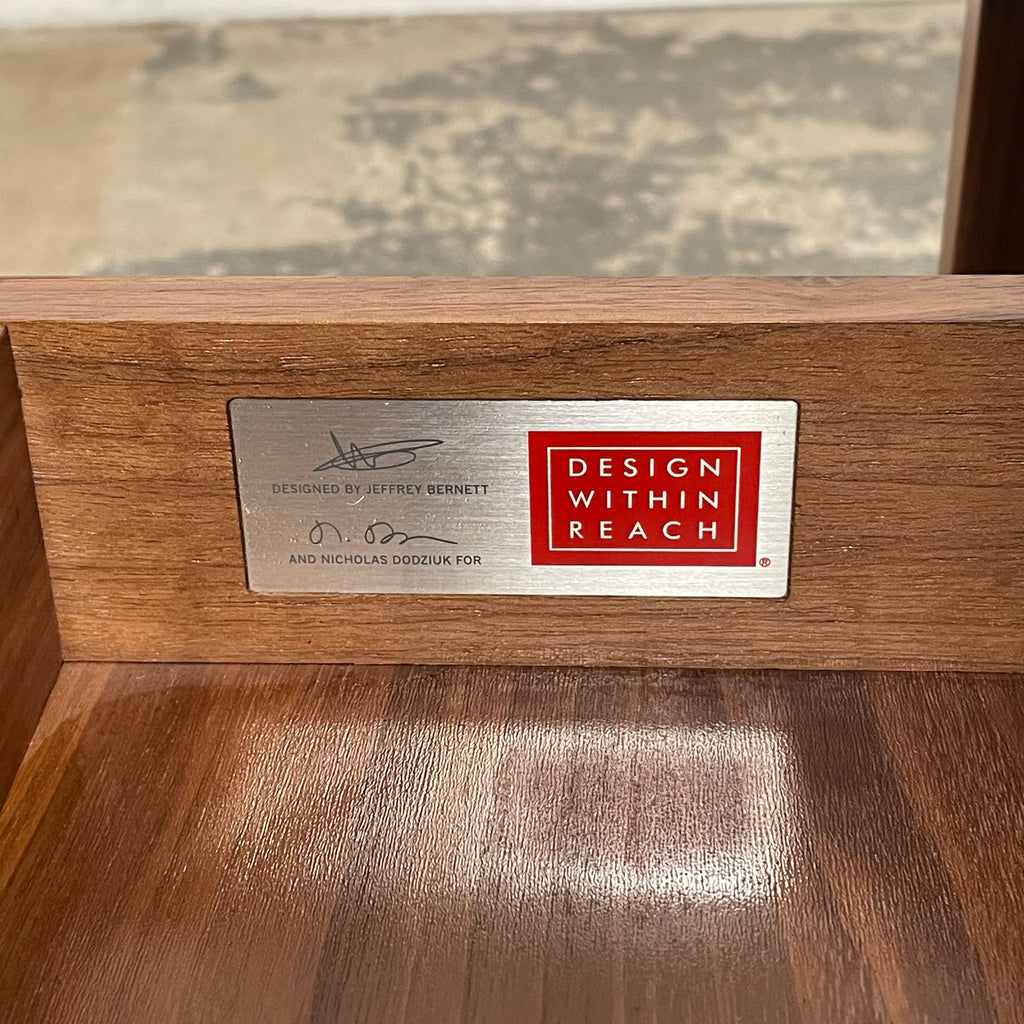 DESIGNED BY JEFFREY BERNETT
AND NICHOLAS DODZIUK FOR
DESIGN
WITHIN
REACH
®